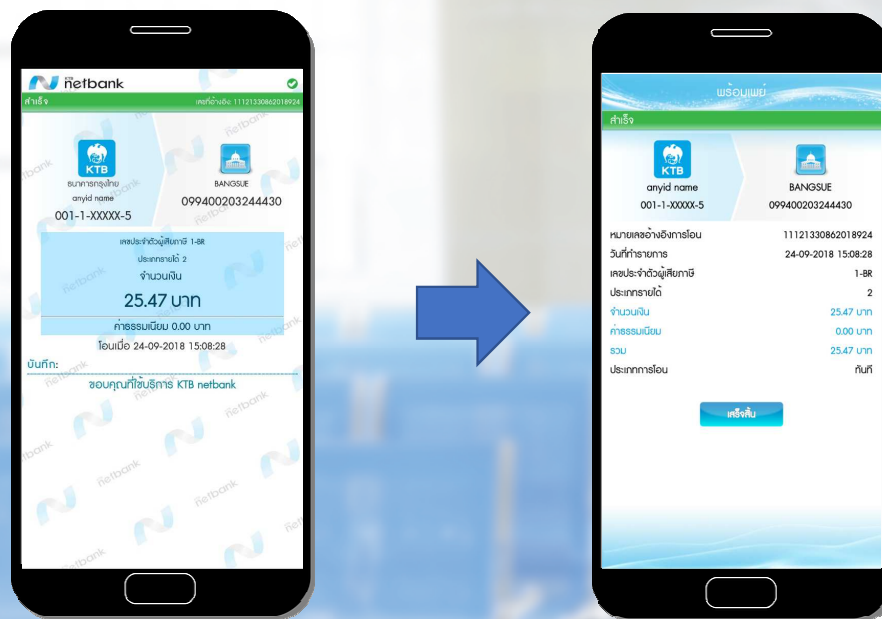 KTB netbank
สำเร็จ
เลขที่อ้างอิง 11121330862018924
KTB
ธนาคารกรุงไทย
anyid name
001-1-XXXXX-5
BANGSUE
099400203244430
เลขประจำตัวผู้เสียภาษี 1-BR
ประเภทรายได้ 2
จำนวนเงิน
25.47 บาท
ค่าธรรมเนียม 0.00 บาท
โอนเมื่อ 24-09-2018 15:08:28
บันทึก:
ขอบคุณที่ใช้บริการ KTB netbank
พร้อมเพย์
สำเร็จ
KTB
anyid name
001-1-XXXXX-5
BANGSUE
099400203244430
หมายเลขอ้างอิงการโอน 11121330862018924
วันที่ทำรายการ 24-09-2018 15:08:28
เลขประจำตัวผู้เสียภาษี 1-BR
ประเภทรายได้ 2
จำนวนเงิน 25.47 บาท
ค่าธรรมเนียม 0.00 บาท
รวม 25.47 บาท
ประเภทการโอน ทันที
เสร็จสิ้น